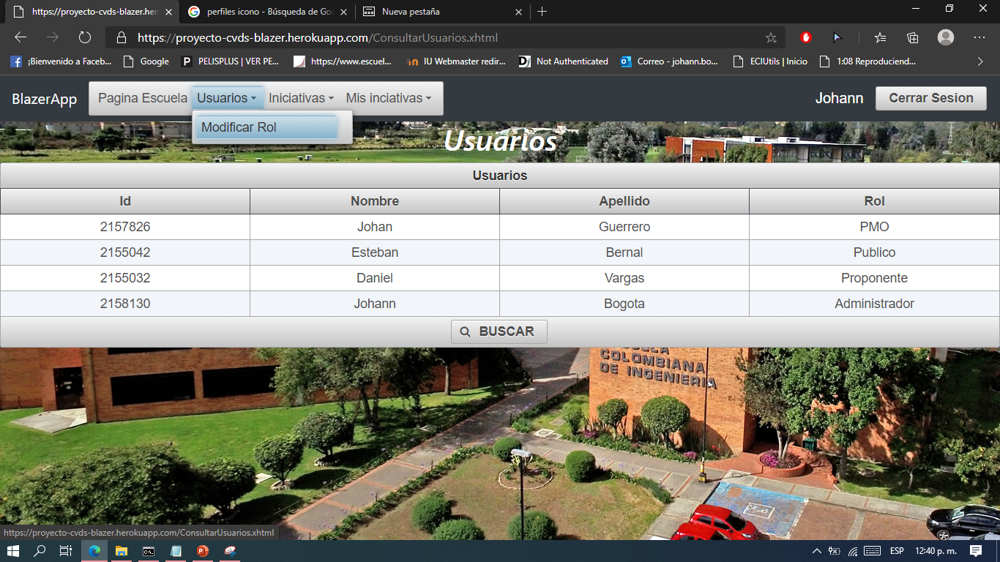 https://proyecto-cvds-blazer.her
perfiles icono - Búsqueda de Goo
Nueva pestaña
https://proyecto-cvds-blazer.herokuapp.com/ConsultarUsuarios.xhtml
¡Bienvenido a Faceb...
Google
PELISPLUS | VER PE...
https://www.escuel...
IU Webmaster redir...
Not Authenticated
Correo - johann.bo...
ECIUtils | Inicio
1:08 Reproduciend...
BlazerApp
Pagina Escuela
Usuarios
Iniciativas
Mis inciativas
Johann
Cerrar Sesion
Modificar Rol
Usuarios
Usuarios
Id Nombre Apellido Rol
2157826 Johan Guerrero PMO
2155042 Esteban Bernal Publico
2155032 Daniel Vargas Proponente
2158130 Johann Bogota Administrador
BUSCAR
COLOMBIANA
DE INGENIERIA
https://proyecto-cvds-blazer.herokuapp.com/ConsultarUsuarios.xhtml
ESP
12:40 p. m.